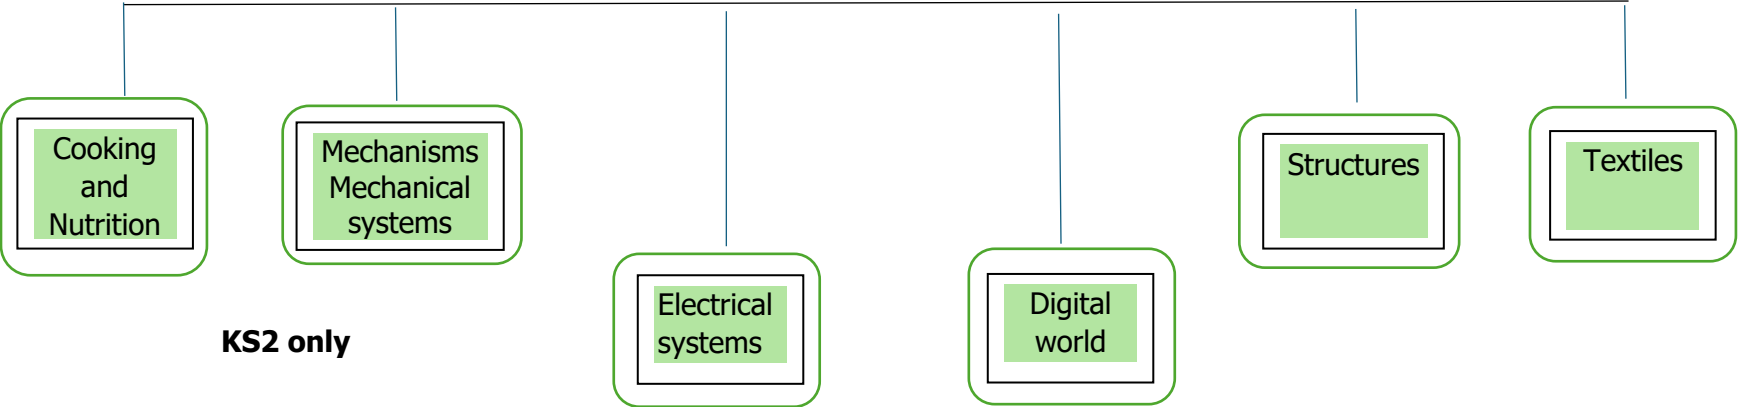 Cooking
and
Nutrition
Mechanisms
Mechanical
systems
Structures
Textiles
KS2 only
Electrical
systems
Digital
world